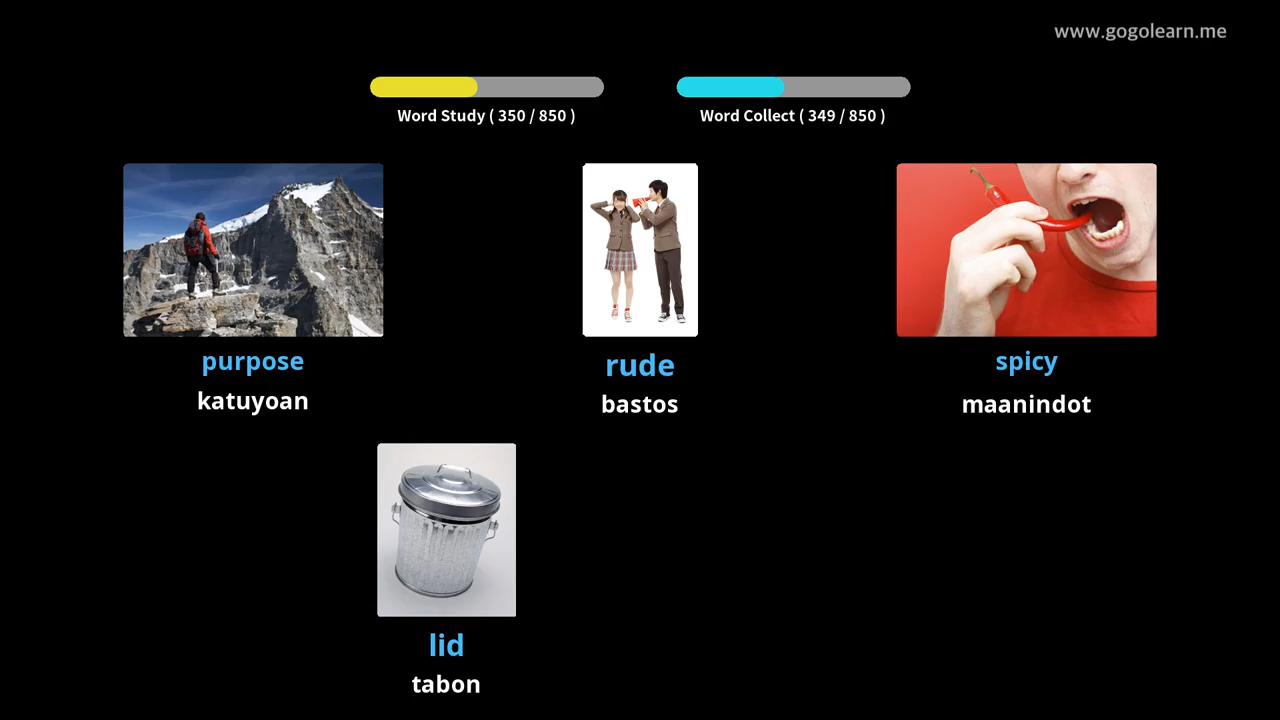 www.gogolearn.me
Word Study ( 350 / 850 )
Word Collect ( 349 / 850 )
purpose
katuyoan
rude
bastos
spicy
maanindot
lid
tabon